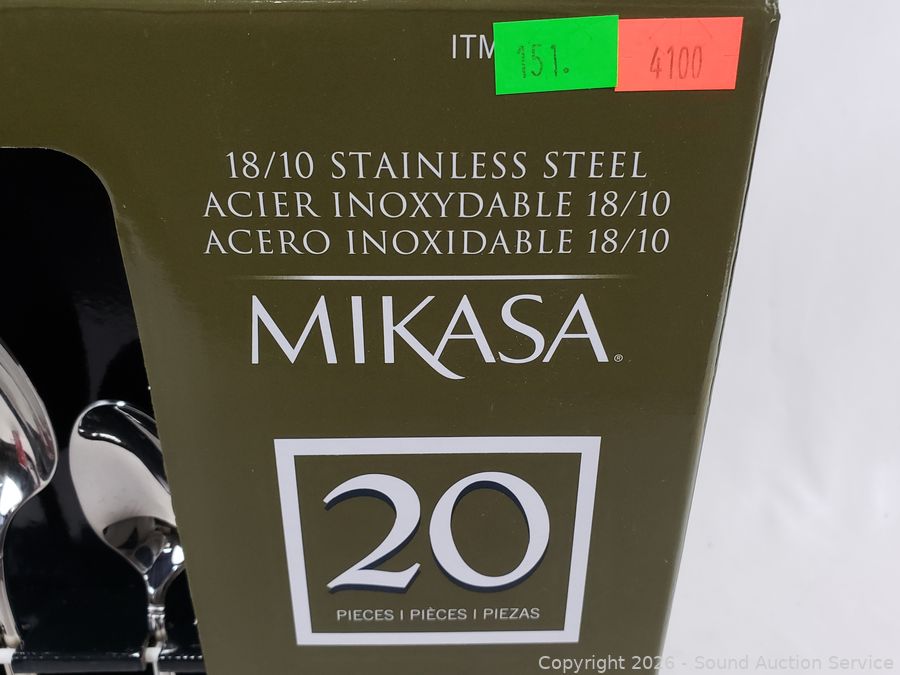 ITM
151.
4100
18/10 STAINLESS STEEL
ACIER INOXYDABLE 18/10
ACERO INOXIDABLE 18/10
MIKASA®
20
PIECES | PIÈCES | PIEZAS
Copyright 2026 - Sound Auction Service